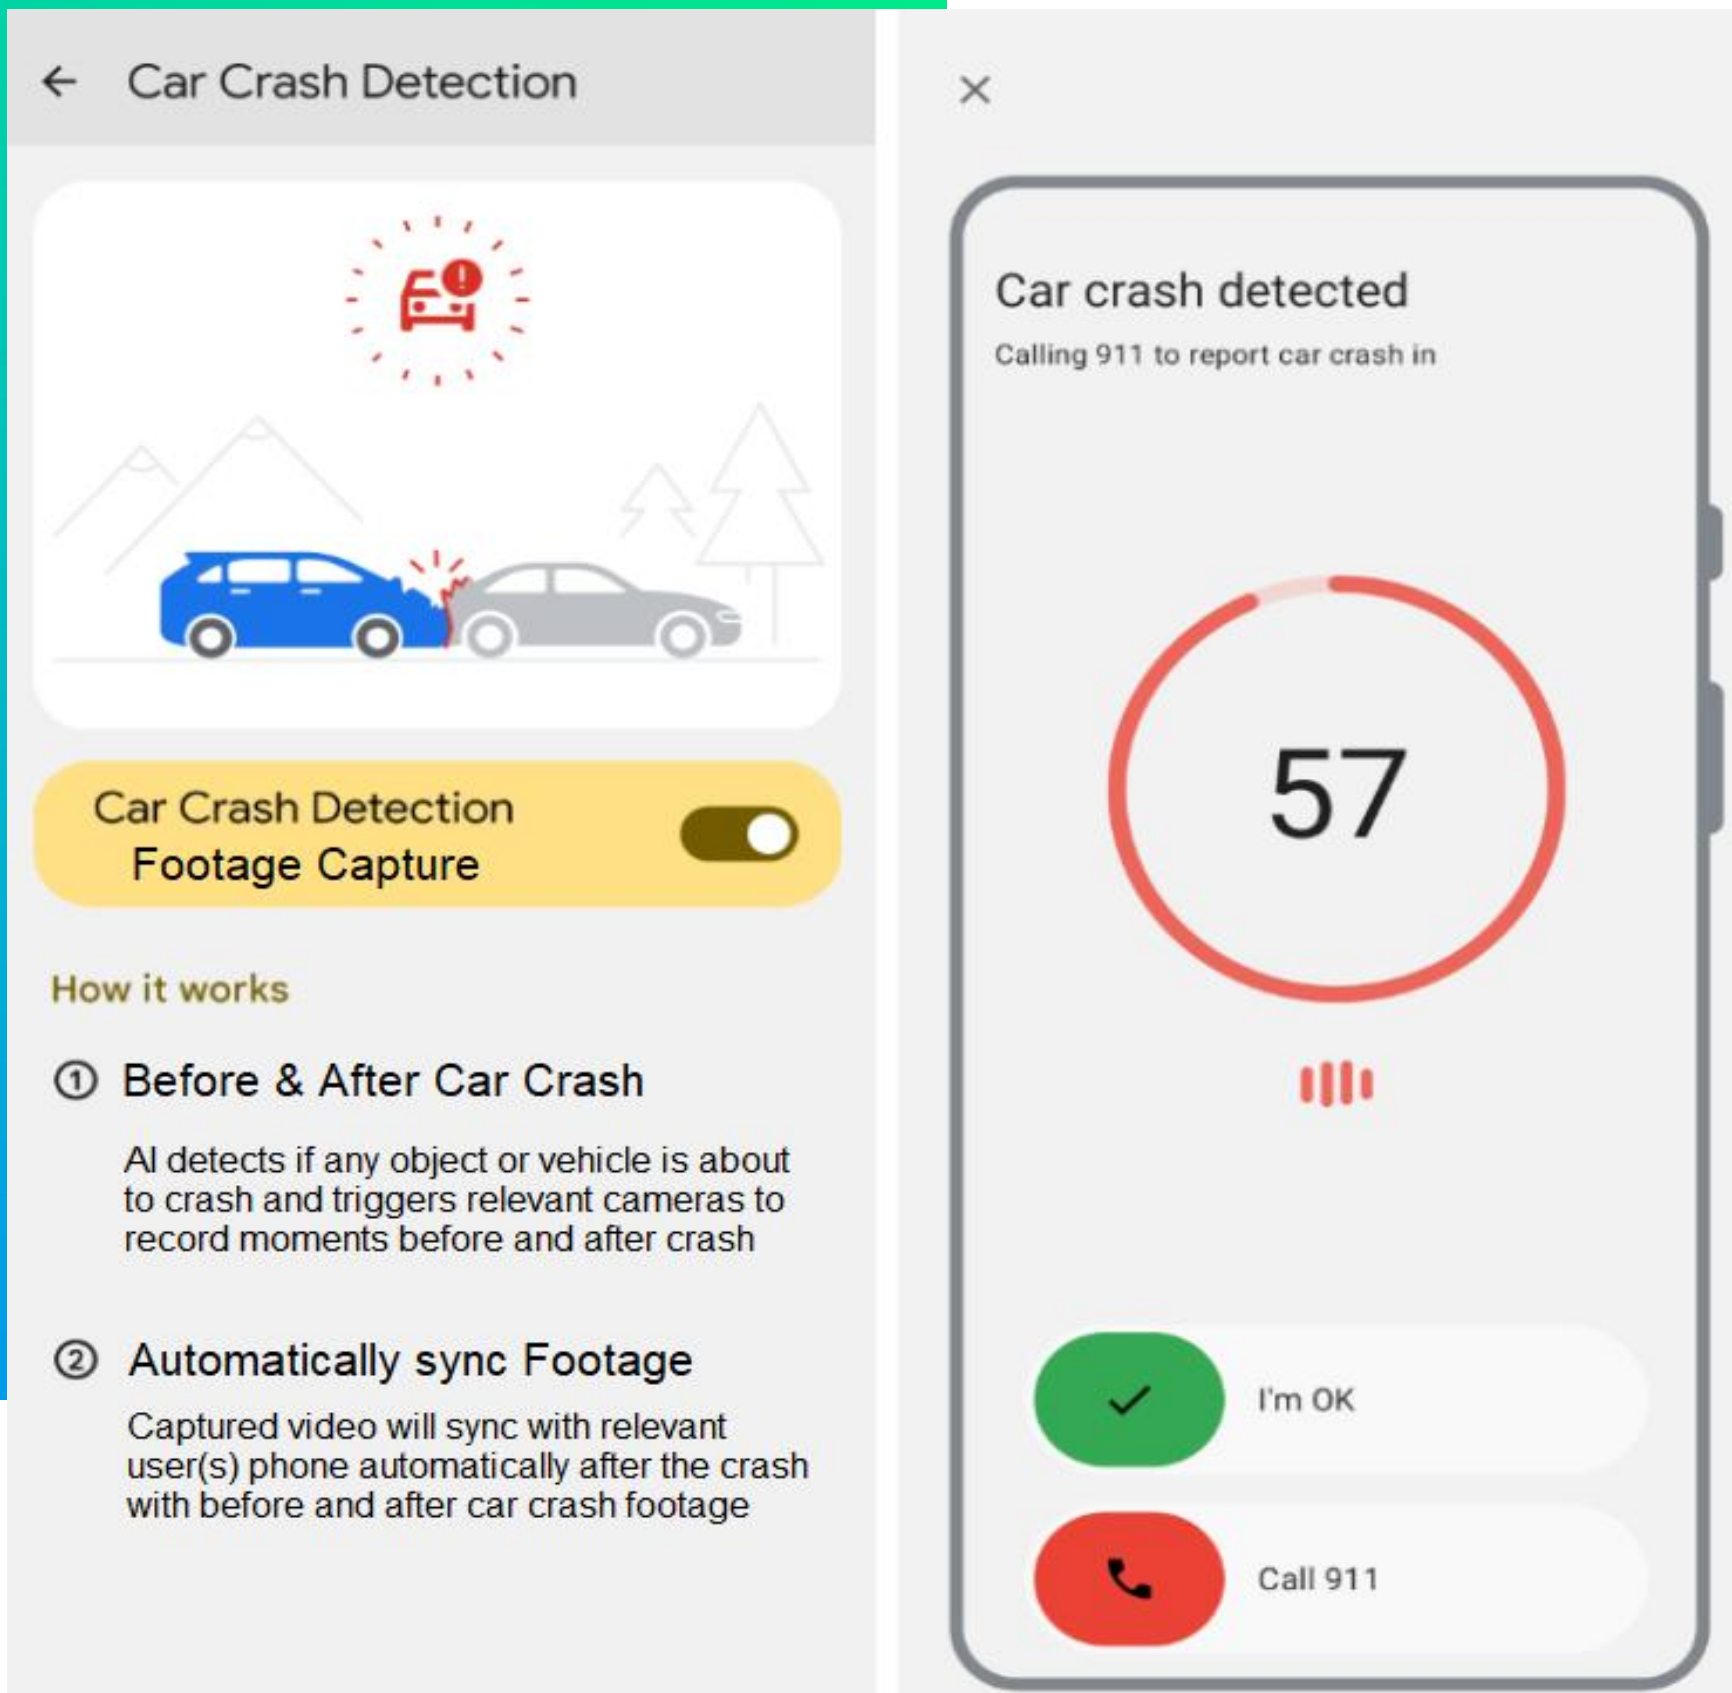 Car Crash Detection
Car Crash Detection
Footage Capture
How it works
1 Before & After Car Crash
AI detects if any object or vehicle is about
to crash and triggers relevant cameras to
record moments before and after crash
2 Automatically sync Footage
Captured video will sync with relevant
user(s) phone automatically after the crash
with before and after car crash footage
Car crash detected
Calling 911 to report car crash in
57
I'm OK
Call 911